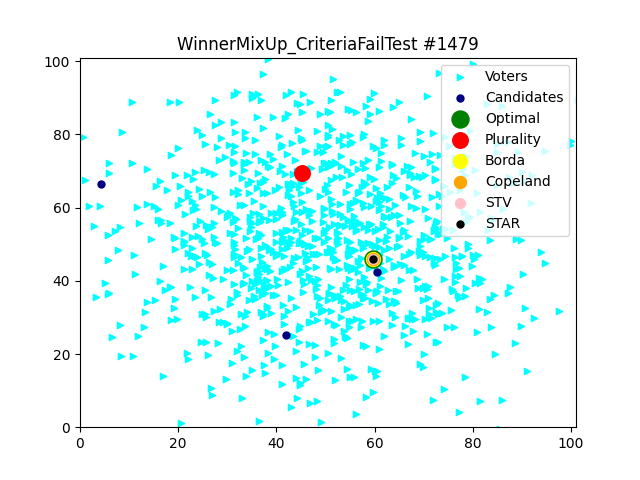 WinnerMixUp_CriteriaFailTest #1479
100
80
60
40
20
0
0 20 40 60 80 100
Voters
Candidates
Optimal
Plurality
Borda
Copeland
STV
STAR